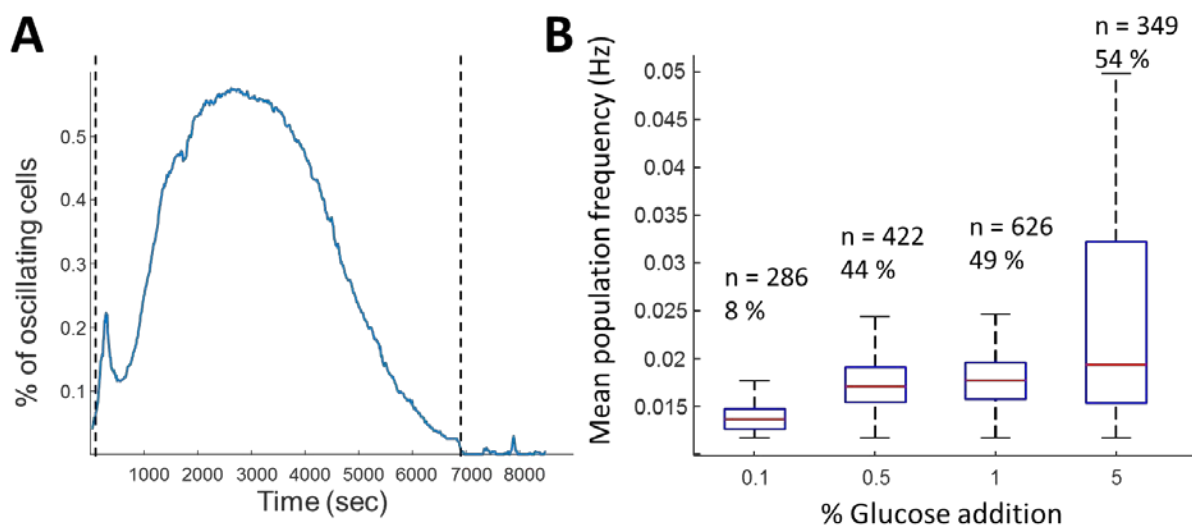 A
% of oscillating cells
0.5
0.4
0.3
0.2
0.1
1000 2000 3000 4000 5000 6000 7000 8000
Time (sec)
B
Mean population frequency (Hz)
0.05
0.045
0.04
0.035
0.03
0.025
0.02
0.015
n = 286
8 %
n = 422
44 %
n = 626
49 %
n = 349
54 %
0.1 0.5 1 5
% Glucose addition